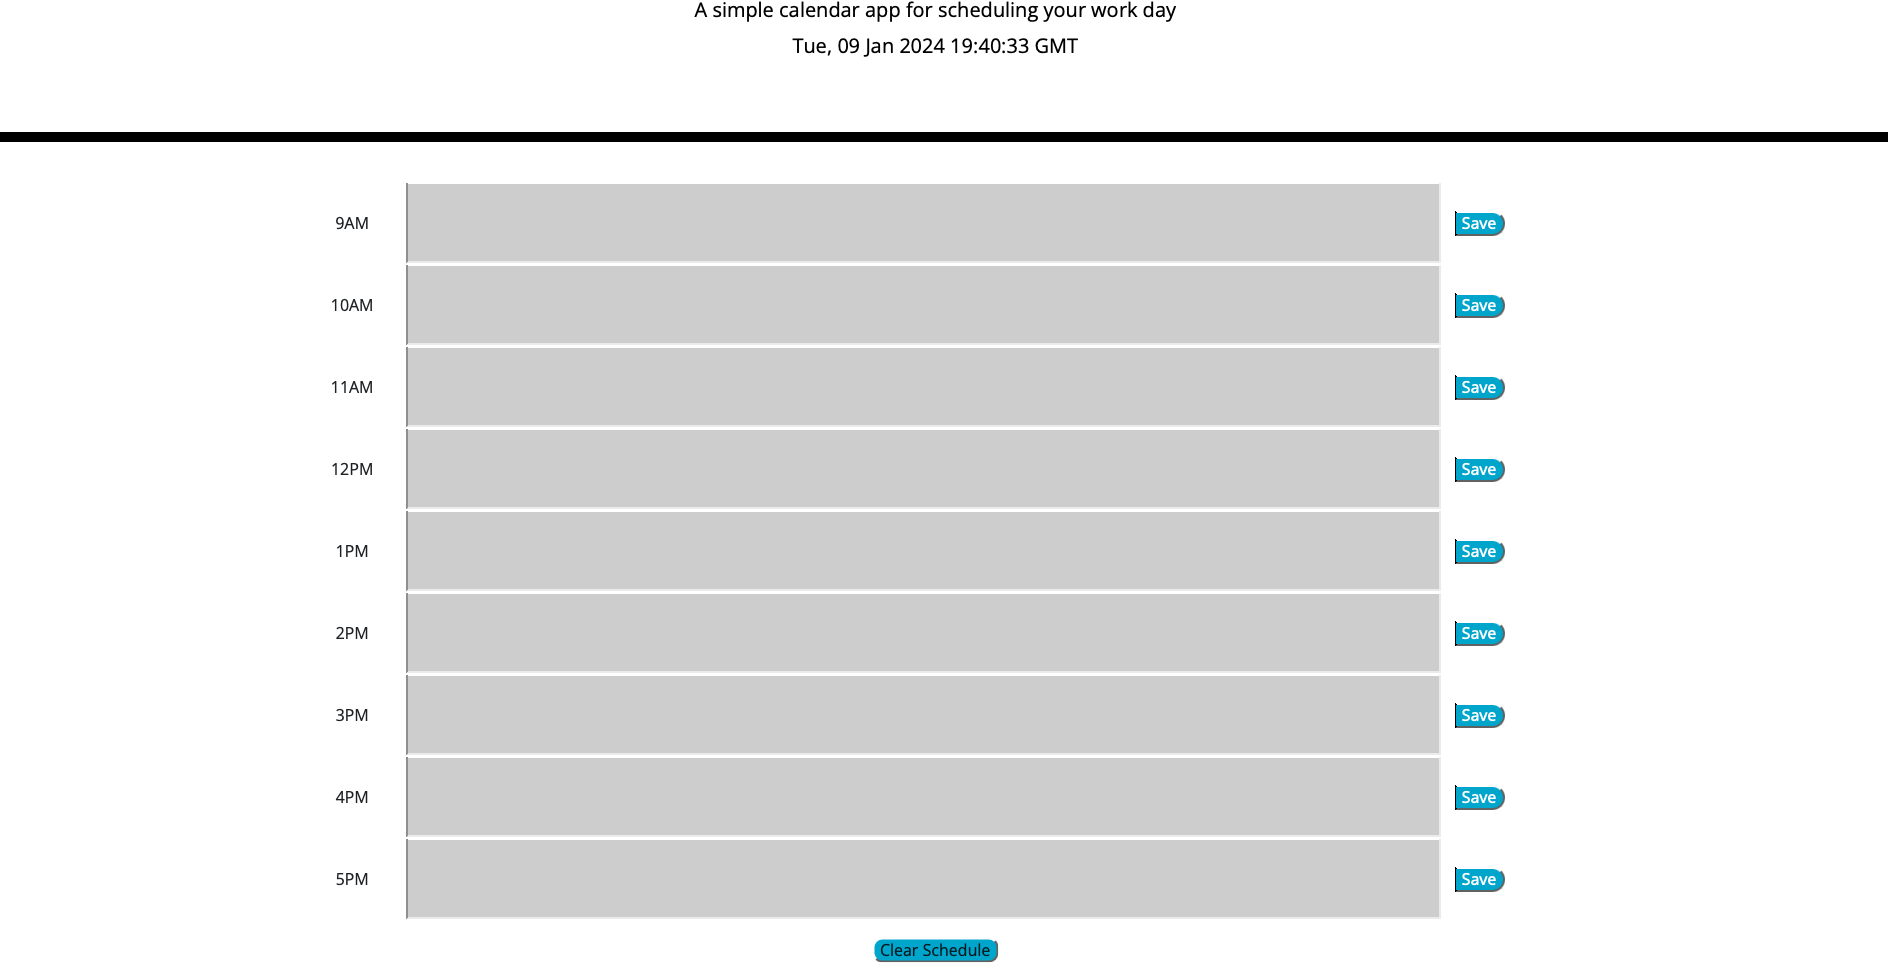 A simple calendar app for scheduling your work day
Tue, 09 Jan 2024 19:40:33 GMT
9AM Save
10AM Save
11AM Save
12PM Save
1PM Save
2PM Save
3PM Save
4PM Save
5PM Save
Clear Schedule